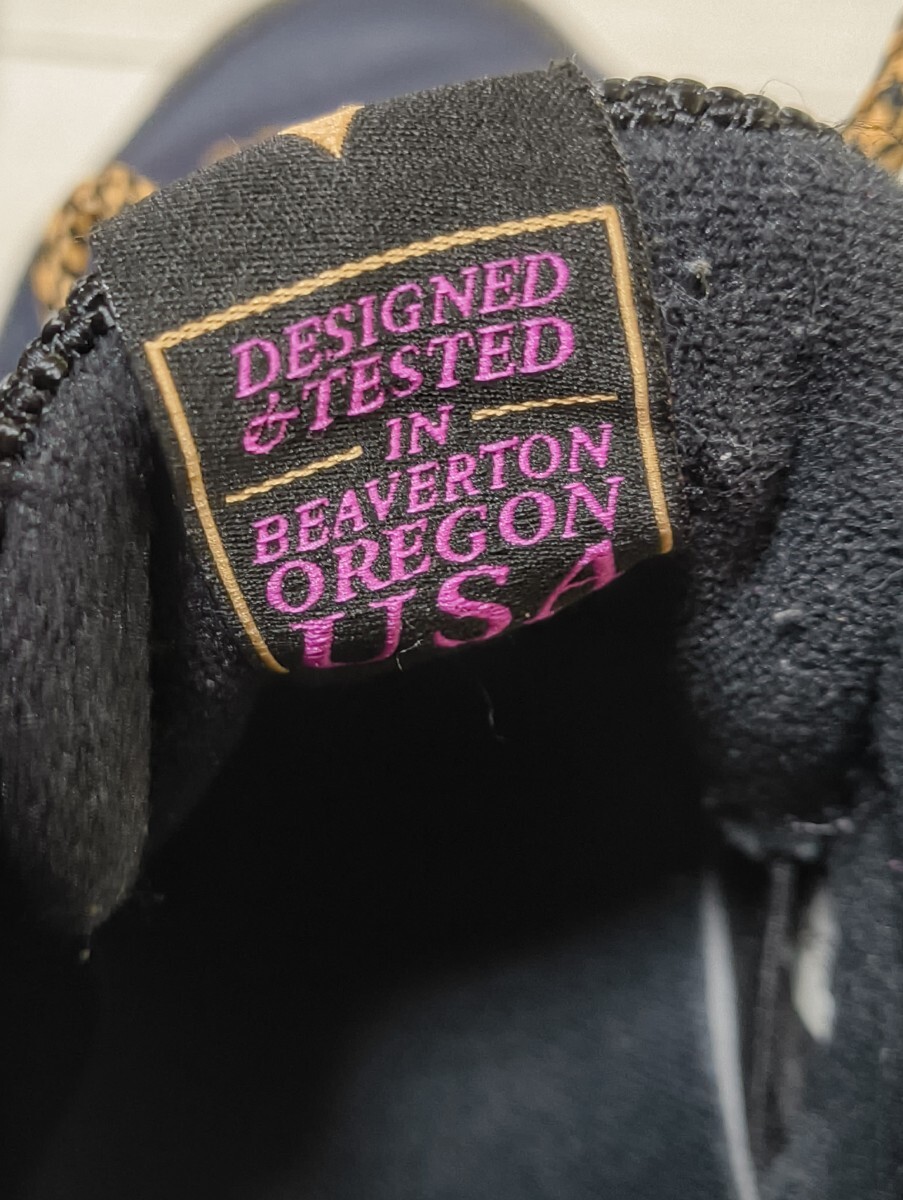 DESIGNED
& TESTED
IN
BEAVERTON
OREGON
USA